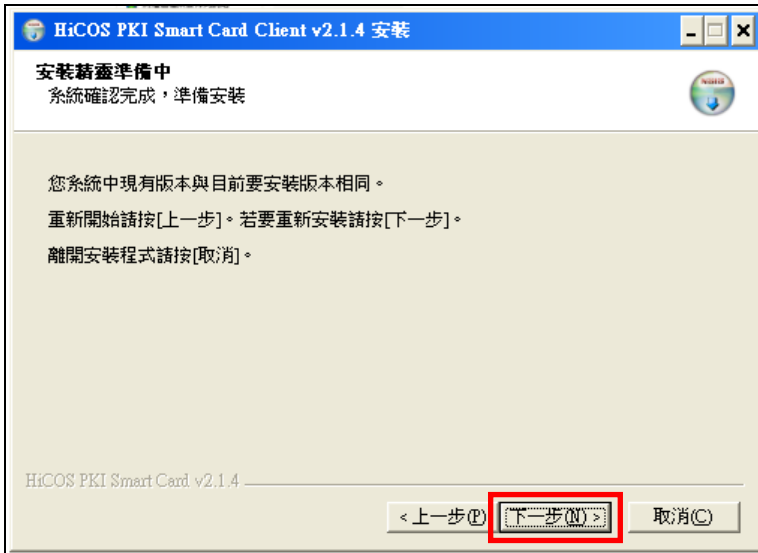 HiCOS PKI Smart Card Client v2.1.4 安裝
安裝精靈準備中
系統確認完成，準備安裝
您系統中現有版本與目前要安裝版本相同。
重新開始請按[上一步]。若要重新安裝請按[下一步]。
離開安裝程式請按[取消]。
HiCOS PKI Smart Card v2.1.4
<上一步(P) 下一步(N) > 取消(C)